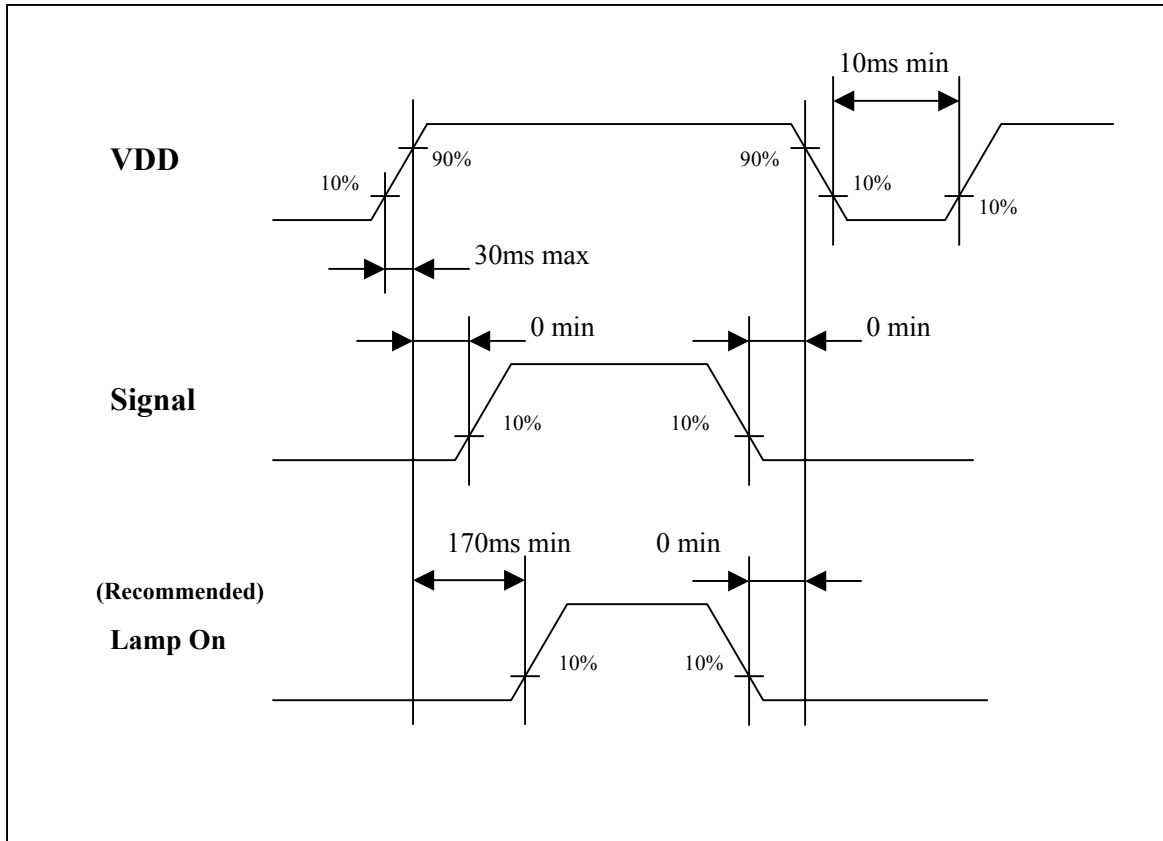 10ms min
VDD
90%
90%
10%
10%
10%
30ms max
0 min
0 min
Signal
10%
10%
170ms min
0 min
(Recommended)
Lamp On
10%
10%